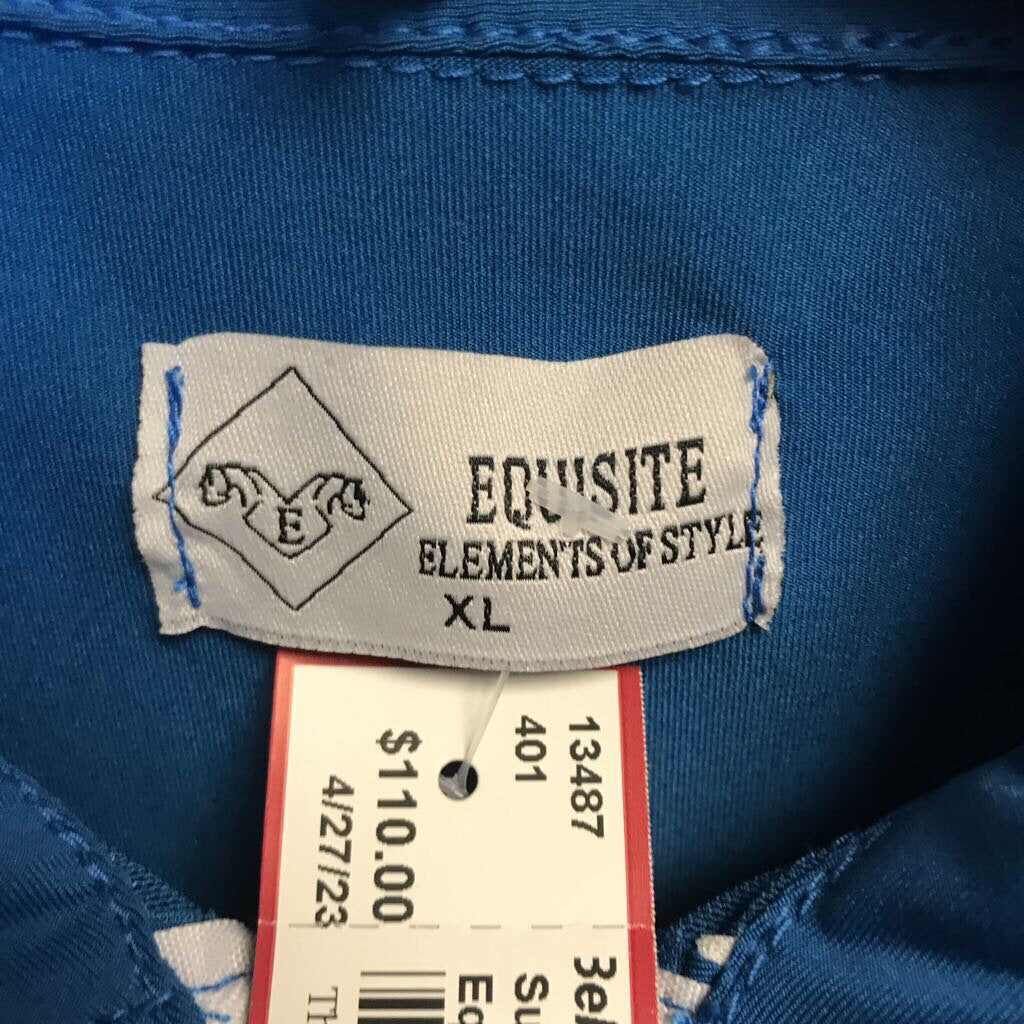 E
EQUISITE
ELEMENTS OF STYLE
XL
13487
401
$110.00
4/27/23